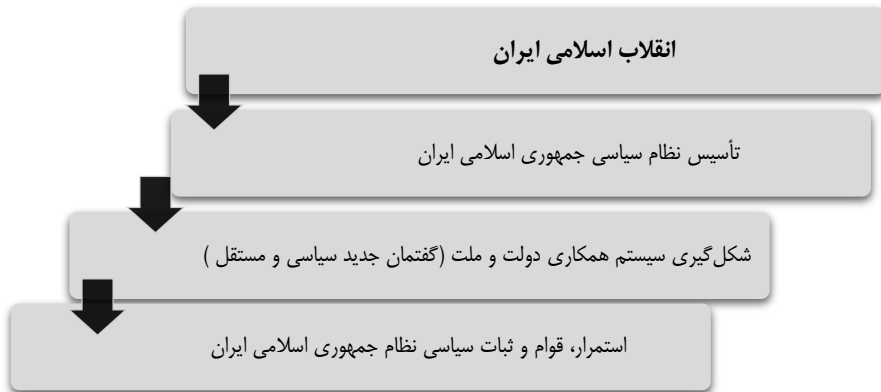 انقلاب اسلامی ایران
تأسیس نظام سیاسی جمهوری اسلامی ایران
شکل‌گیری سیستم همکاری دولت و ملت (گفتمان جدید سیاسی و مستقل )
استمرار، قوام و ثبات سیاسی نظام جمهوری اسلامی ایران